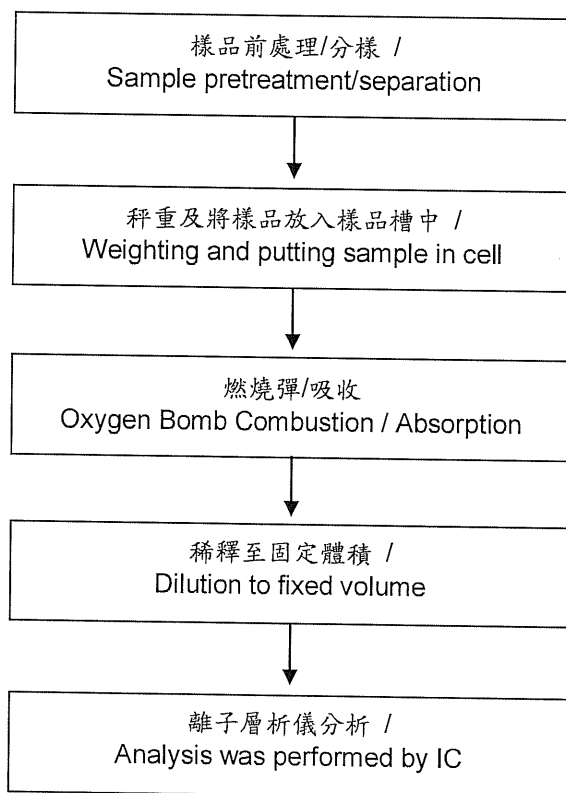 樣品前處理/分樣 /
Sample pretreatment/separation
秤重及將樣品放入樣品槽中 /
Weighting and putting sample in cell
燃燒彈/吸收
Oxygen Bomb Combustion / Absorption
稀釋至固定體積 /
Dilution to fixed volume
離子層析儀分析 /
Analysis was performed by IC